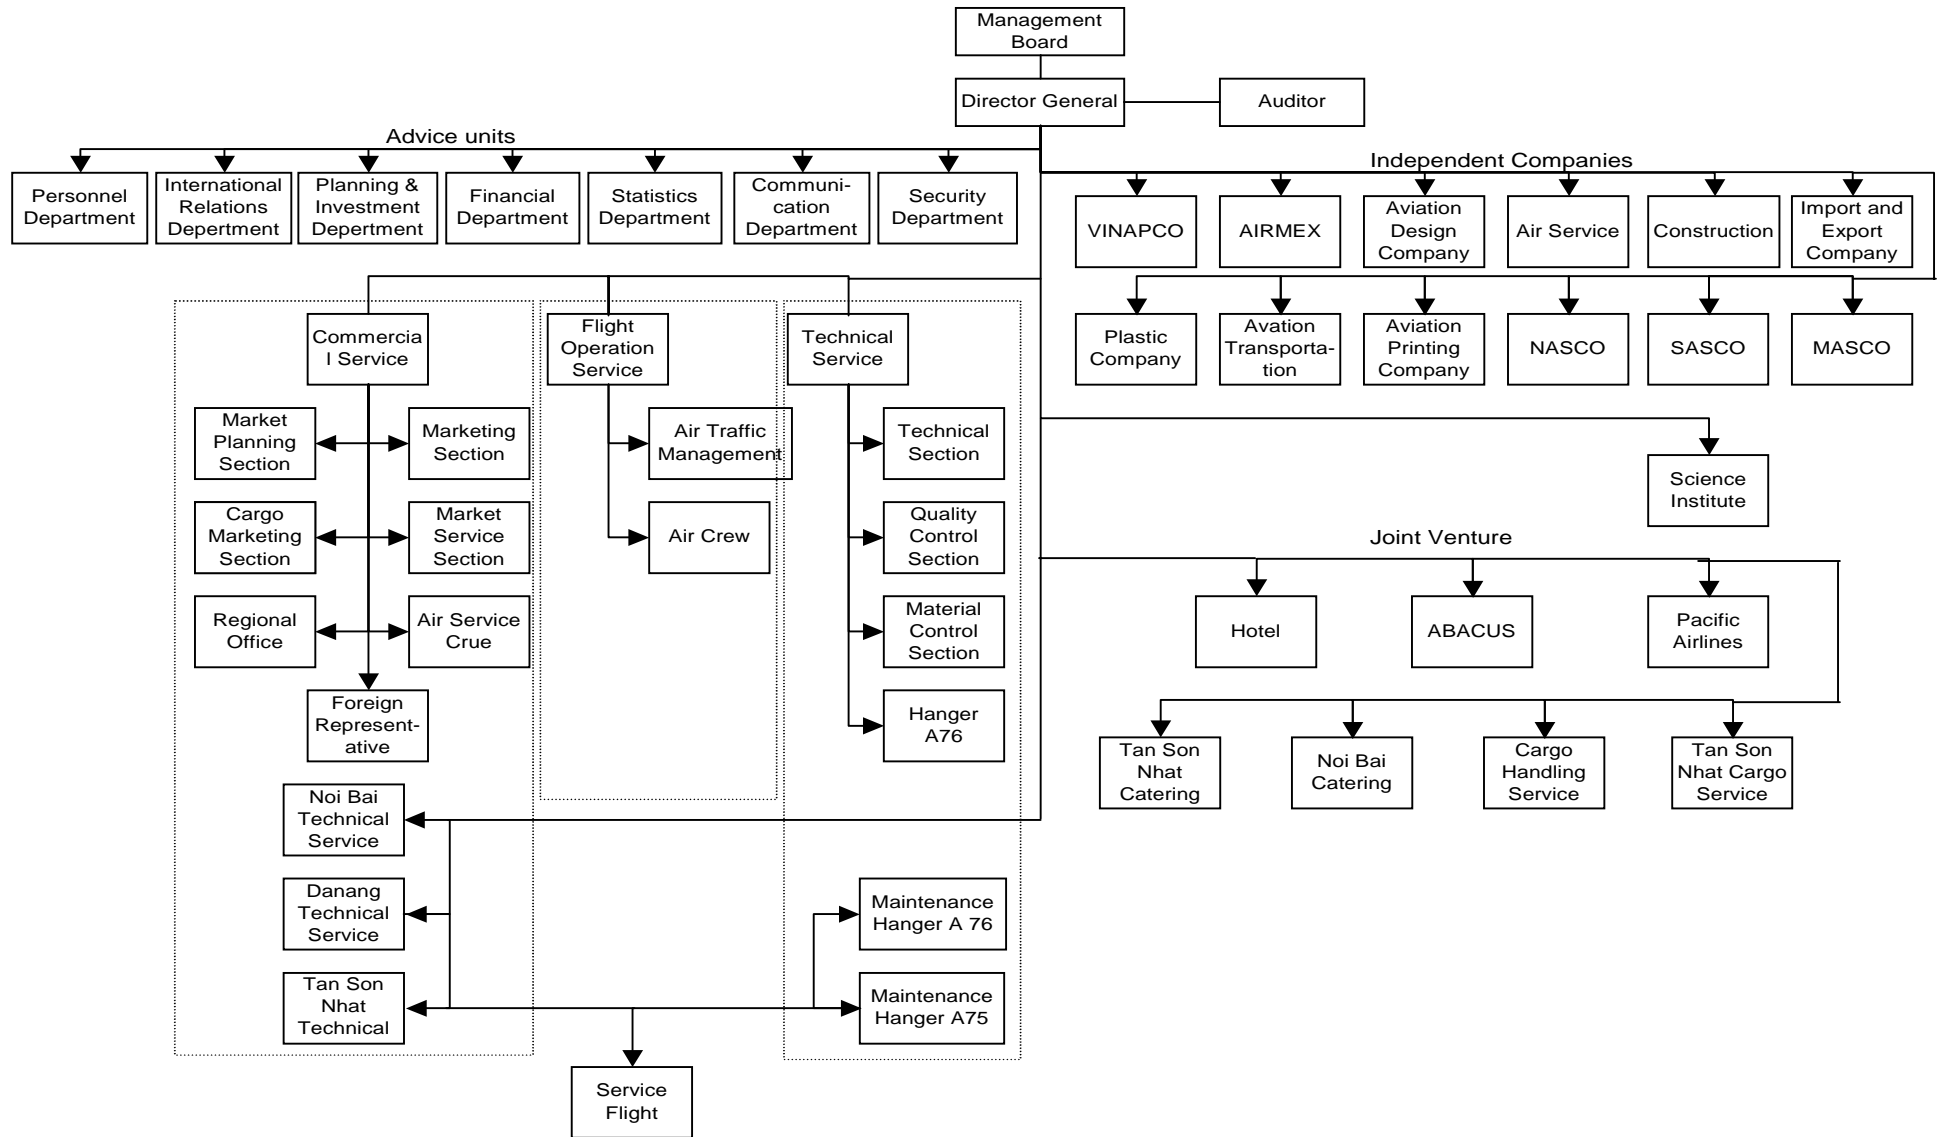 Management
Board
Director General
Auditor
Advice units
Independent Companies
Personnel
Department
International
Relations
Depertment
Planning &
Investment
Depertment
Financial
Department
Statistics
Department
Communi-
cation
Department
Security
Department
VINAPCO
AIRMEX
Aviation
Design
Company
Air Service
Construction
Import and
Export
Company
Plastic
Company
Avation
Transporta-
tion
Aviation
Printing
Company
NASCO
SASCO
MASCO
Commercia
l Service
Flight
Operation
Service
Technical
Service
Market
Planning
Section
Marketing
Section
Air Traffic
Management
Technical
Section
Science
Institute
Cargo
Marketing
Section
Market
Service
Section
Air Crew
Quality
Control
Section
Joint Venture
Regional
Office
Air Service
Crue
Material
Control
Section
Hotel
ABACUS
Pacific
Airlines
Foreign
Represent-
ative
Hanger
A76
Tan Son
Nhat
Catering
Noi Bai
Catering
Cargo
Handling
Service
Tan Son
Nhat Cargo
Service
Noi Bai
Technical
Service
Danang
Technical
Service
Maintenance
Hanger A 76
Tan Son
Nhat
Technical
Maintenance
Hanger A75
Service
Flight